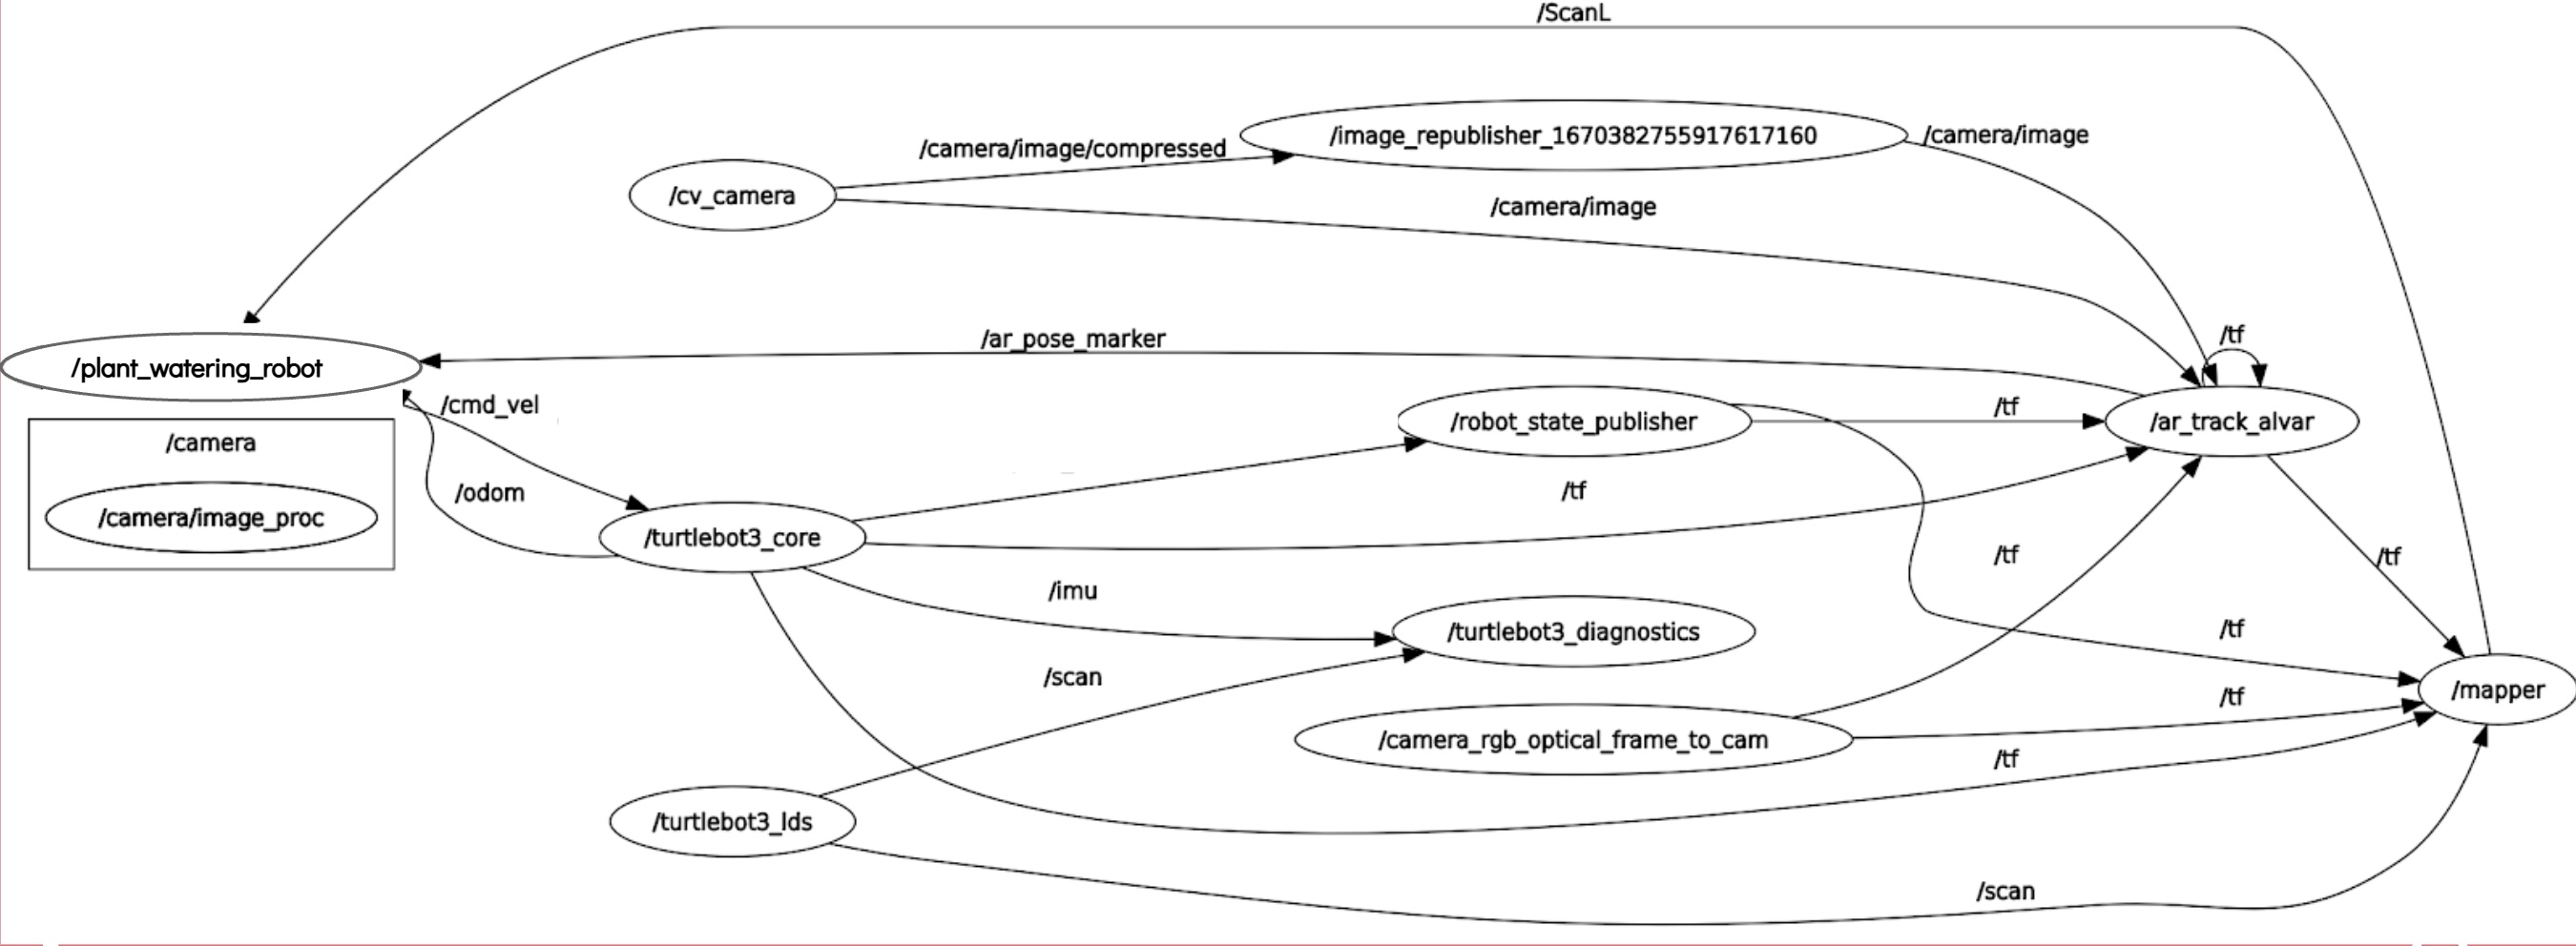 /ScanL
/image_republisher_1670382755917617160
/camera/image
/camera/image/compressed
/cv_camera
/camera/image
/tf
/ar_pose_marker
/plant_watering_robot
/cmd_vel
/robot_state_publisher
/tf
/ar_track_alvar
/camera
/odom
/tf
/camera/image_proc
/turtlebot3_core
/tf
/tf
/imu
/turtlebot3_diagnostics
/tf
/scan
/mapper
/tf
/camera_rgb_optical_frame_to_cam
/tf
/turtlebot3_lds
/scan